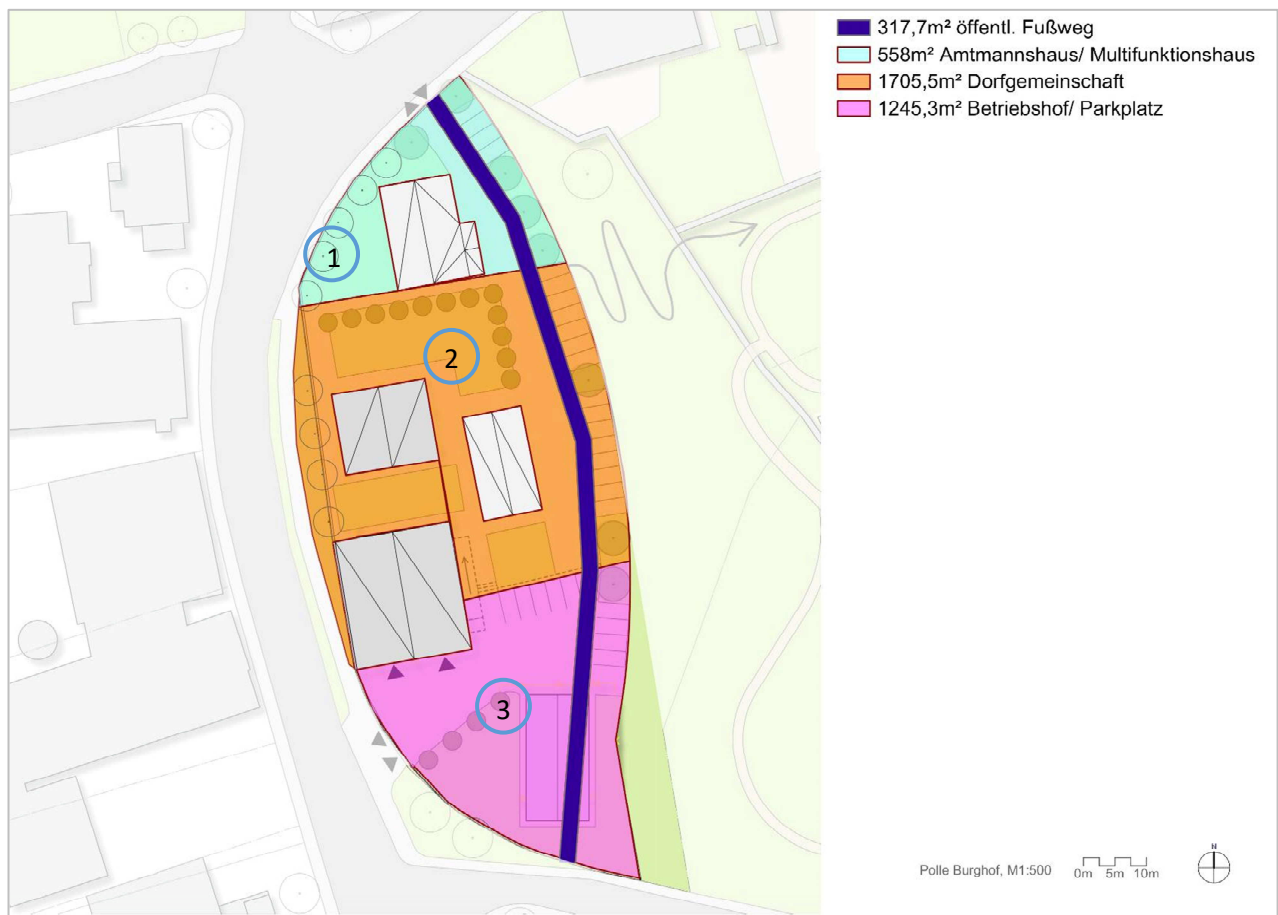 317,7m² öffentl. Fußweg
558m² Amtmannshaus/ Multifunktionshaus
1705,5m² Dorfgemeinschaft
1245,3m² Betriebshof/ Parkplatz
1
2
3
Polle Burghof, M1:500
0m 5m 10m
N